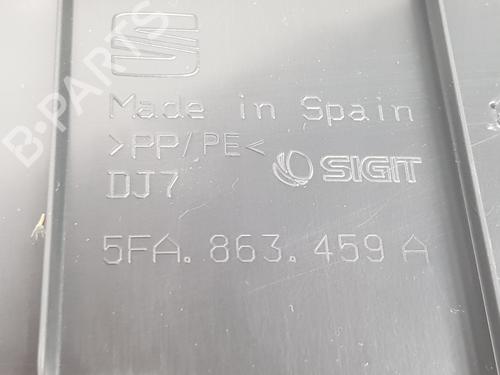 Made in Spain
>PP/PE< SIGIT
DJ7
5FA. 863. 459 A
B-PARTS